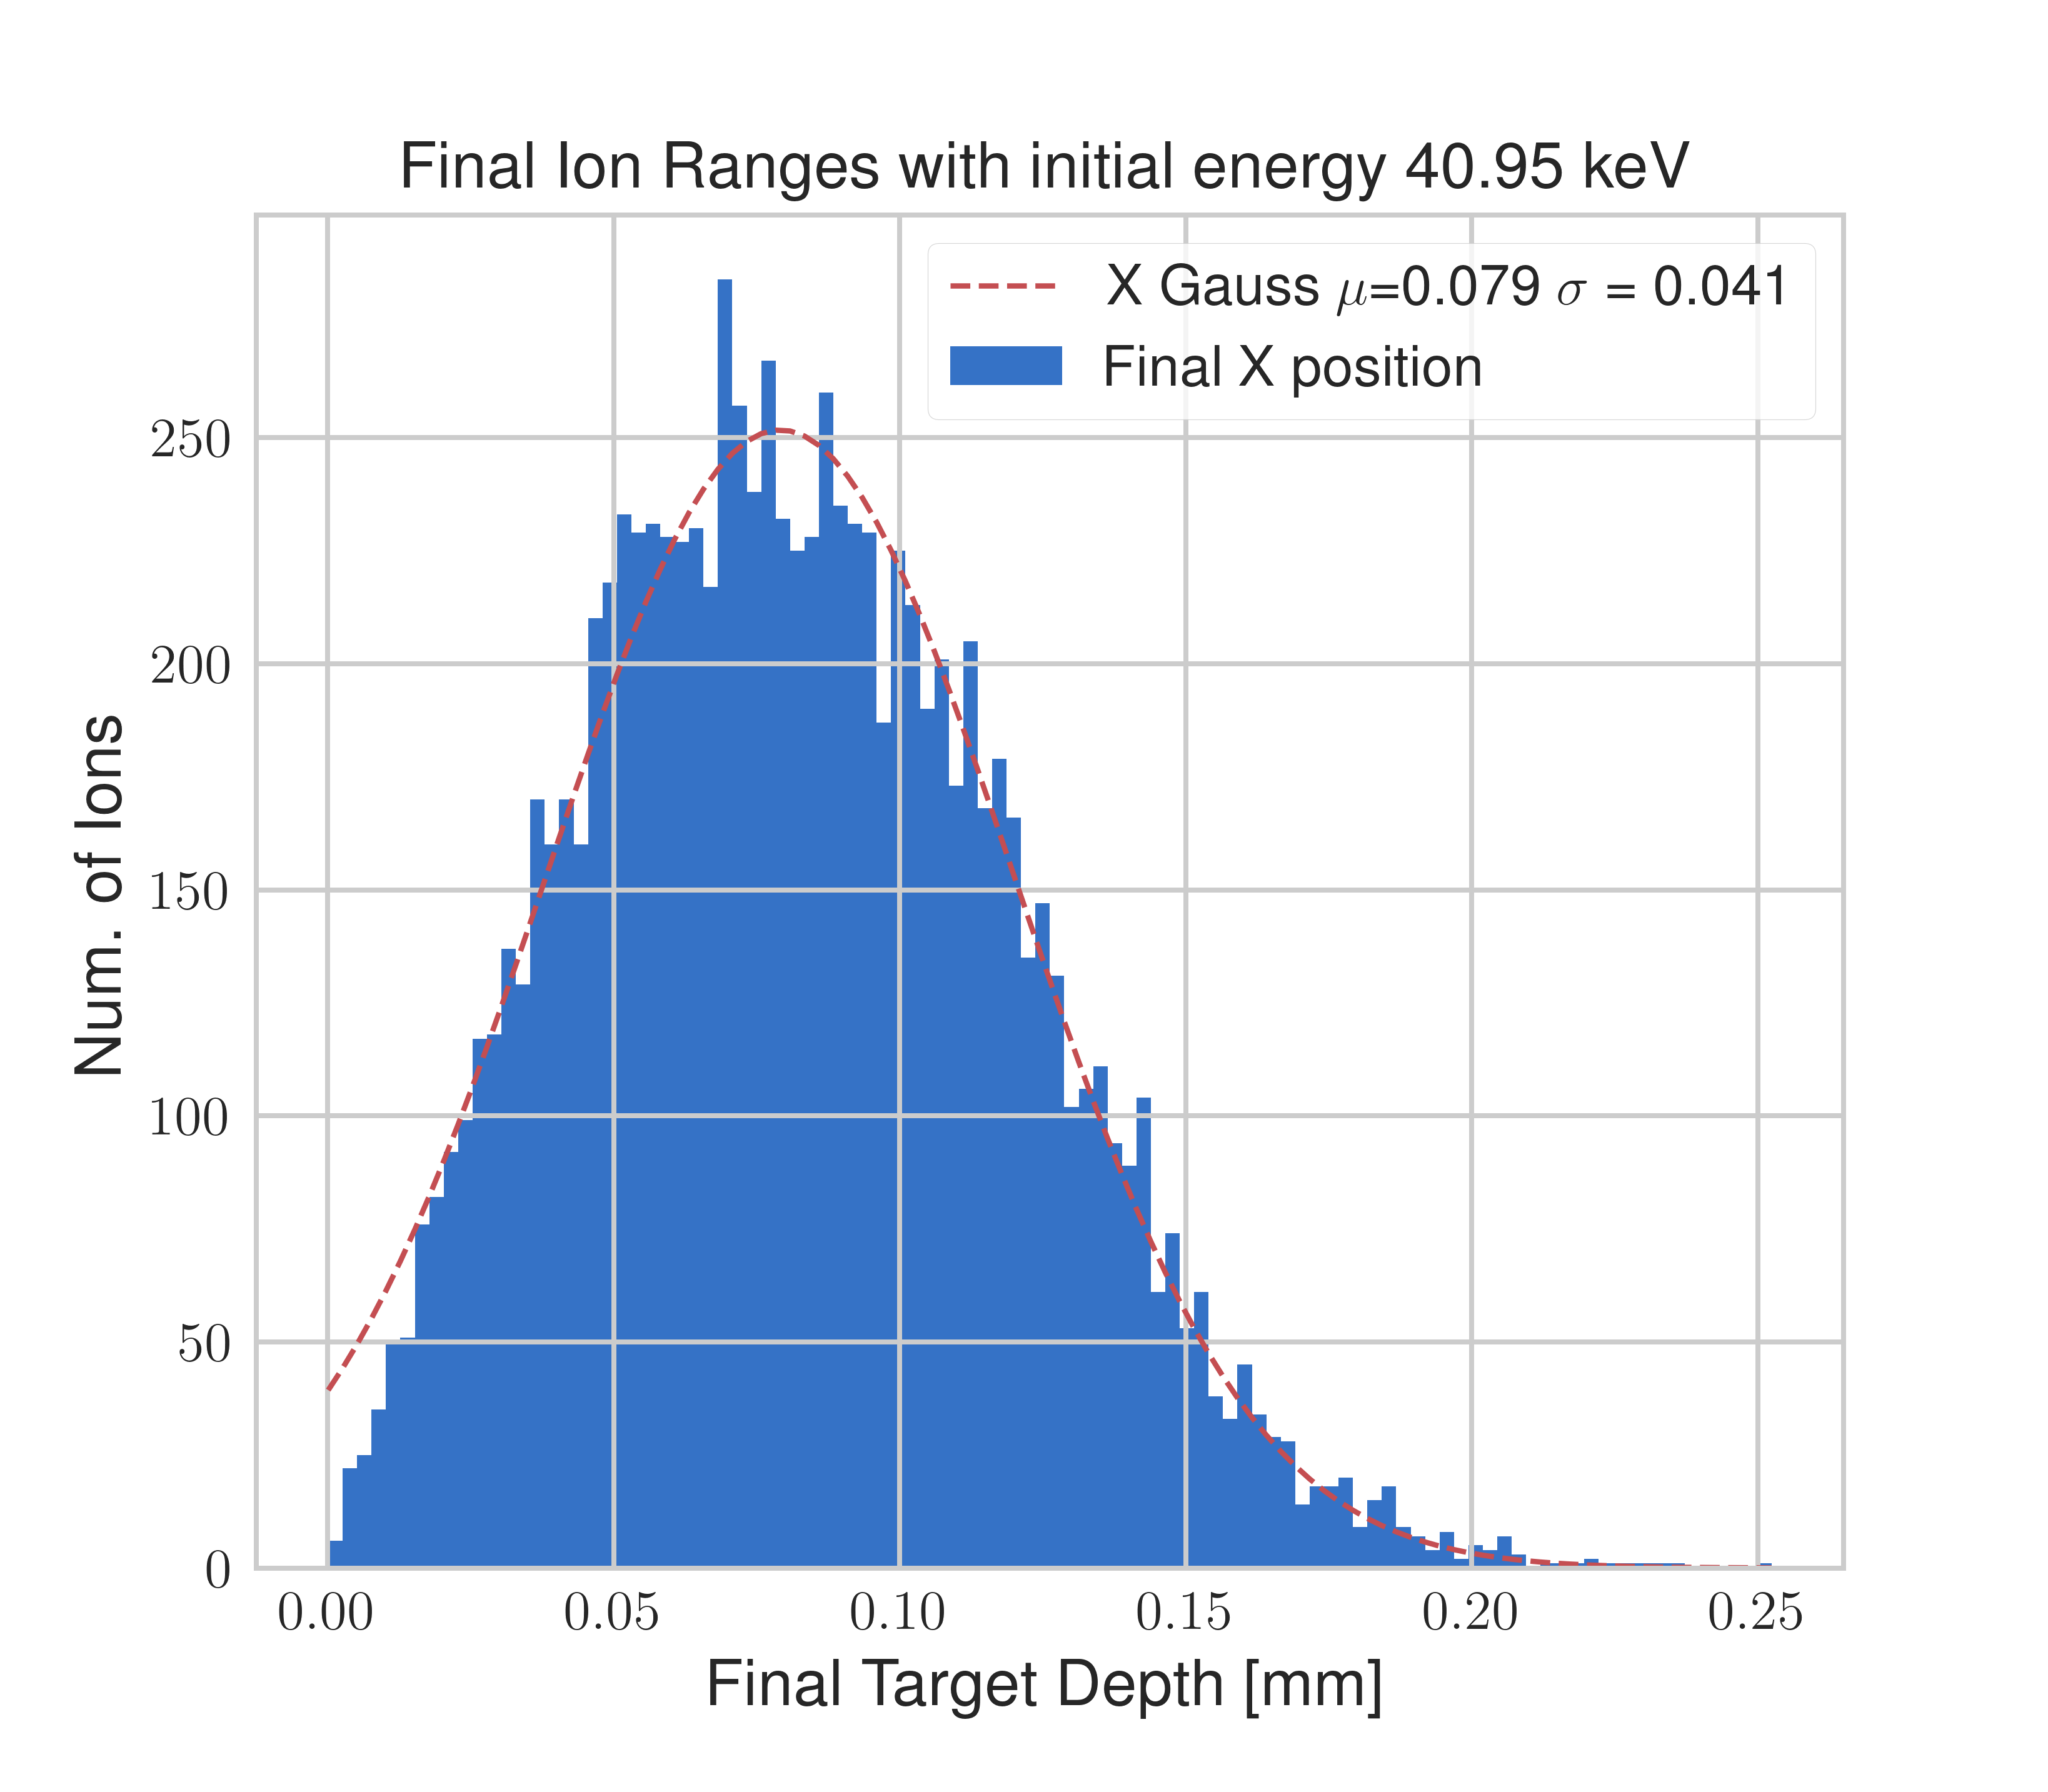 Final Ion Ranges with initial energy 40.95 keV
X Gauss μ=0.079 σ = 0.041
Final X position
Num. of Ions
250
200
150
100
50
0
0.00 0.05 0.10 0.15 0.20 0.25
Final Target Depth [mm]